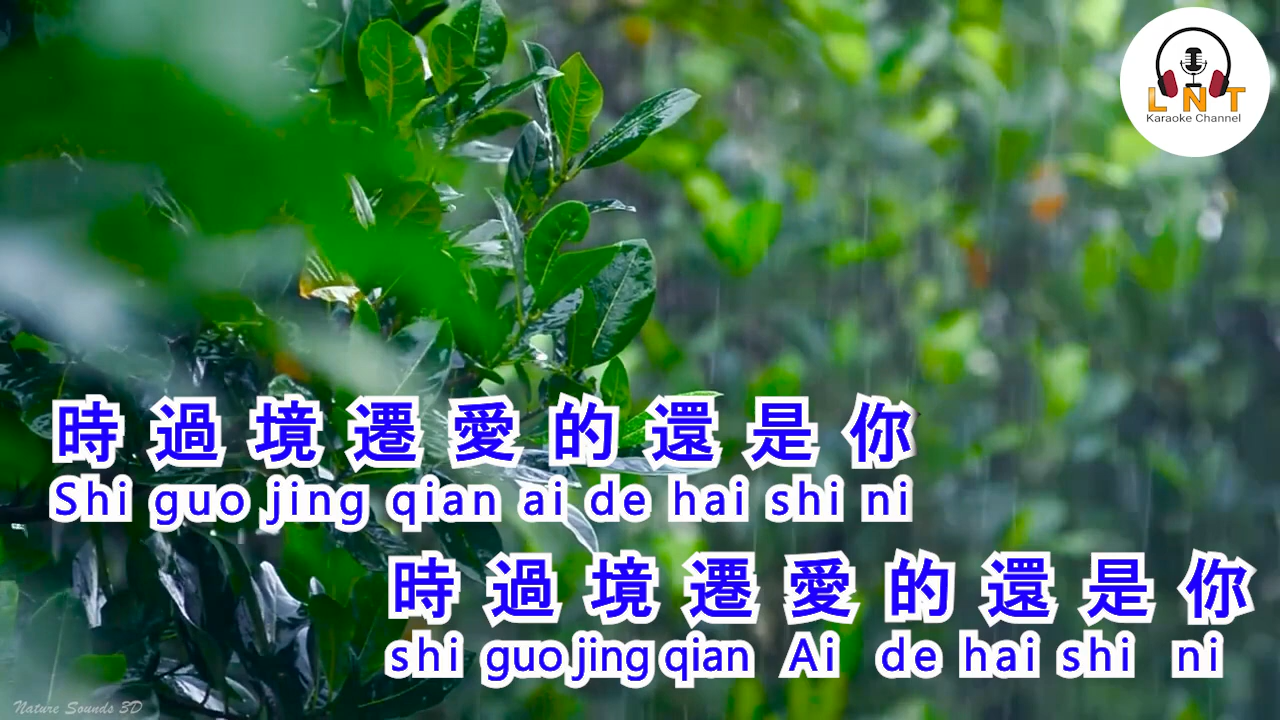 L N T
Karaoke Channel
時過境遷愛的還是你
Shi guo jing qian ai de hai shi ni
時過境遷愛的還是你
shi guo jing qian Ai de hai shi ni
Nature Sounds 3D